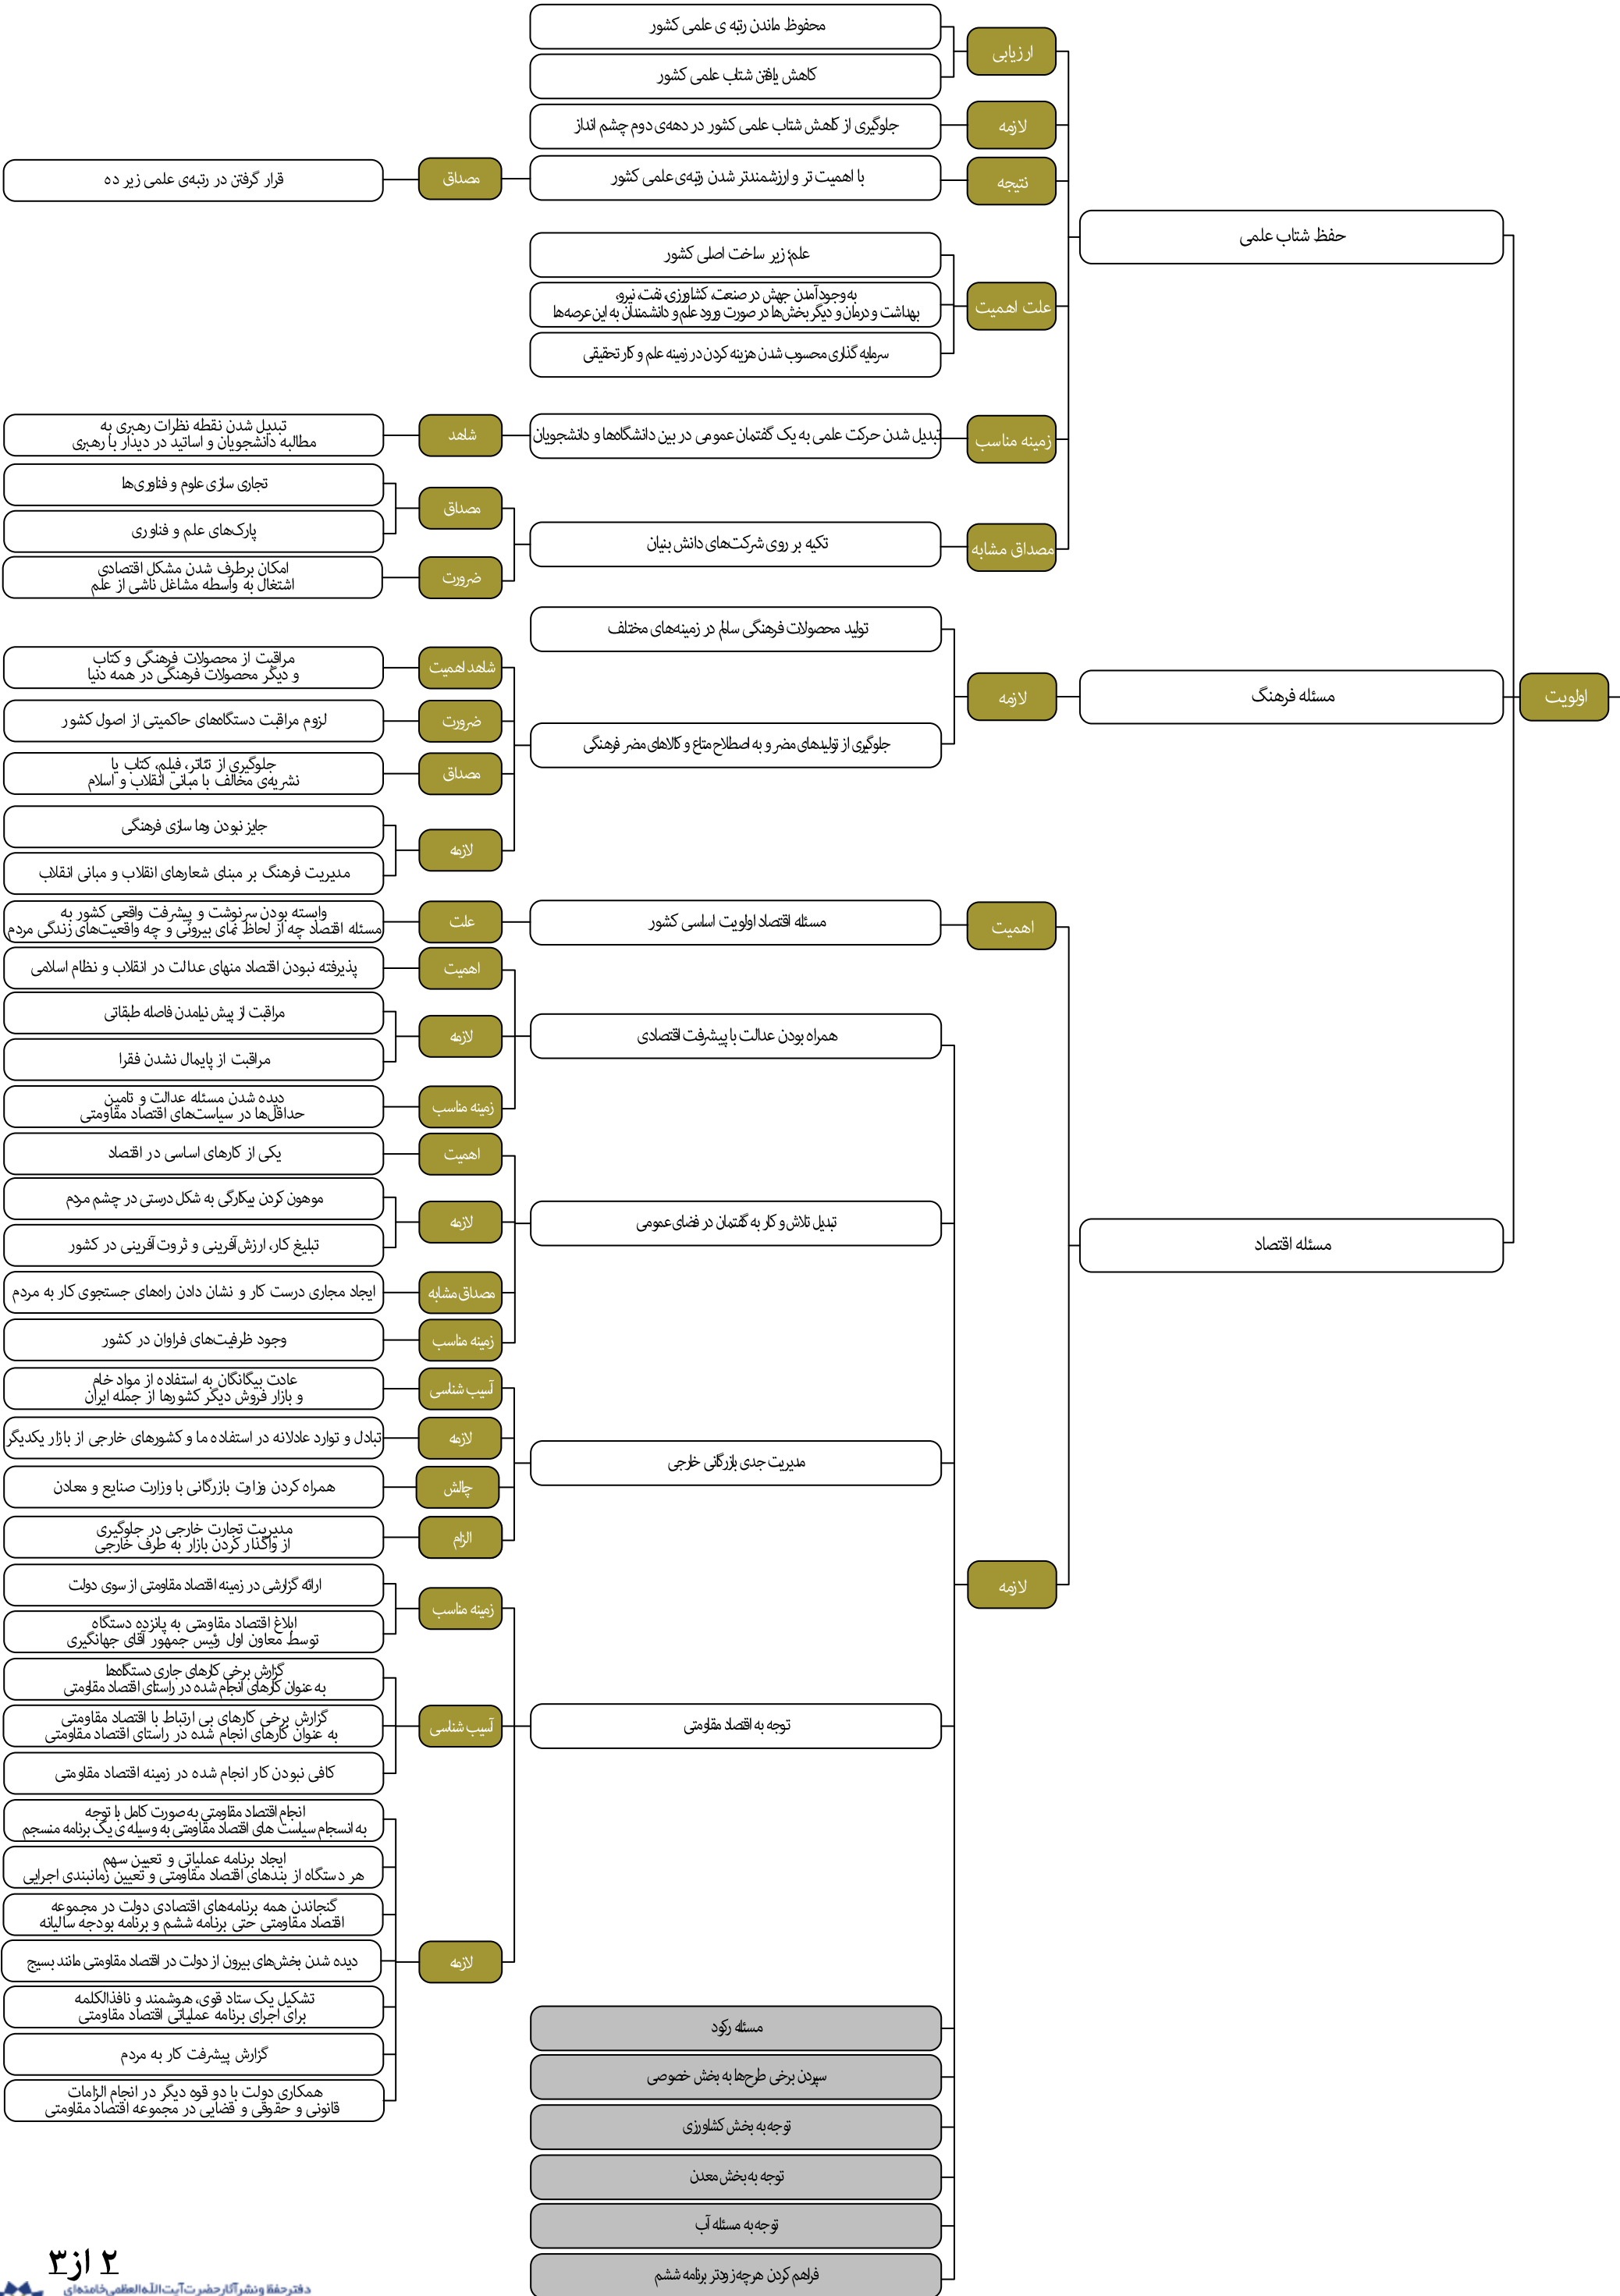 اولویت
حفظ شتاب علمی
ارزیابی
محفوظ ماندن رتبه ی علمی کشور
کاهش یافتن شتاب علمی کشور
لازمه
جلوگیری از کاهش شتاب علمی کشور در دهه‌ی دوم چشم انداز
نتیجه
با اهمیت تر و ارزشمندتر شدن رتبه‌ی علمی کشور
مصداق
قرار گرفتن در رتبه‌ی علمی زیر ده
علت اهمیت
علم؛ زیر ساخت اصلی کشور
به‌وجود آمدن جهش در صنعت، کشاورزی، نفت، نیرو،
بهداشت و درمان و دیگر بخش‌ها در صورت ورود علم و دانشمندان به این عرصه‌ها
سرمایه گذاری محسوب شدن هزینه کردن در زمینه علم و کار تحقیقی
زمینه مناسب
تبدیل شدن حرکت علمی به یک گفتمان عمومی در بین دانشگاه‌ها و دانشجویان
شاهد
تبدیل شدن نقطه نظرات رهبری به
مطالبه دانشجویان و اساتید در دیدار با رهبری
مصداق مشابه
تکیه بر روی شرکت‌های دانش بنیان
مصداق
تجاری سازی علوم و فناوری‌ها
پارک‌های علم و فناوری
ضرورت
امکان برطرف شدن مشکل اقتصادی
اشتغال به واسطه مشاغل ناشی از علم
مسئله فرهنگ
لازمه
تولید محصولات فرهنگی سالم در زمینه‌های مختلف
جلوگیری از تولیدهای مضر و به اصطلاح متاع و کالاهای مضر فرهنگی
شاهد اهمیت
مراقبت از محصولات فرهنگی و کتاب
و دیگر محصولات فرهنگی در همه دنیا
ضرورت
لزوم مراقبت دستگاه‌های حاکمیتی از اصول کشور
مصداق
جلوگیری از تئاتر، فیلم، کتاب یا
نشریه‌ی مخالف با مبانی انقلاب و اسلام
لازمه
جایز نبودن رها سازی فرهنگی
مدیریت فرهنگ بر مبنای شعارهای انقلاب و مبانی انقلاب
مسئله اقتصاد
اهمیت
مسئله اقتصاد اولویت اساسی کشور
علت
وابسته بودن سرنوشت و پیشرفت واقعی کشور به
مسئله اقتصاد چه از لحاظ نمای بیرونی و چه واقعیت‌های زندگی مردم
لازمه
همراه بودن عدالت با پیشرفت اقتصادی
اهمیت
پذیرفته نبودن اقتصاد منهای عدالت در انقلاب و نظام اسلامی
لازمه
مراقبت از پیش نیامدن فاصله طبقاتی
مراقبت از پایمال نشدن فقرا
زمینه مناسب
دیده شدن مسئله عدالت و تامین
حداقل‌ها در سیاست‌های اقتصاد مقاومتی
تبدیل تلاش و کار به گفتمان در فضای عمومی
اهمیت
یکی از کارهای اساسی در اقتصاد
لازمه
موهون کردن بیکارگی به شکل درستی در چشم مردم
تبلیغ کار، ارزش‌آفرینی و ثروت آفرینی در کشور
مصداق مشابه
ایجاد مجاری درست کار و نشان دادن راه‌های جستجوی کار به مردم
زمینه مناسب
وجود ظرفیت‌های فراوان در کشور
مدیریت جدی بازرگانی خارجی
آسیب شناسی
عادت بیگانگان به استفاده از مواد خام
و بازار فروش دیگر کشورها از جمله ایران
لازمه
تبادل و توارد عادلانه در استفاده ما و کشورهای خارجی از بازار یکدیگر
چالش
همراه کردن وزارت بازرگانی با وزارت صنایع و معادن
الزام
مدیریت تجارت خارجی در جلوگیری
از واگذار کردن بازار به طرف خارجی
توجه به اقتصاد مقاومتی
زمینه مناسب
ارائه گزارشی در زمینه اقتصاد مقاومتی از سوی دولت
ابلاغ اقتصاد مقاومتی به پانزده دستگاه
توسط معاون اول رئیس جمهور آقای جهانگیری
آسیب شناسی
گزارش برخی کارهای جاری دستگاه‌ها
به عنوان کارهای انجام شده در راستای اقتصاد مقاومتی
گزارش برخی کارهای بی ارتباط با اقتصاد مقاومتی
به عنوان کارهای انجام شده در راستای اقتصاد مقاومتی
کافی نبودن کار انجام شده در زمینه اقتصاد مقاومتی
لازمه
انجام اقتصاد مقاومتی به صورت کامل با توجه
به انسجام سیاست های اقتصاد مقاومتی به وسیله ی یک برنامه منسجم
ایجاد برنامه عملیاتی و تعیین سهم
هر دستگاه از بندهای اقتصاد مقاومتی و تعیین زمانبندی اجرایی
گنجاندن همه برنامه‌های اقتصادی دولت در مجموعه
اقتصاد مقاومتی حتی برنامه ششم و برنامه بودجه سالیانه
دیده شدن بخش‌های بیرون از دولت در اقتصاد مقاومتی مانند بسیج
تشکیل یک ستاد قوی، هوشمند و نافذالکلمه
برای اجرای برنامه عملیاتی اقتصاد مقاومتی
گزارش پیشرفت کار به مردم
همکاری دولت با دو قوه دیگر در انجام الزامات
قانونی و حقوقی و قضایی در مجموعه اقتصاد مقاومتی
مسئله رکود
سپردن برخی طرح‌ها به بخش خصوصی
توجه به بخش کشاورزی
توجه به بخش معدن
توجه به مسئله آب
فراهم کردن هرچه زودتر برنامه ششم
۲ از ۳
دفتر حفظ و نشر آثار حضرت آیت‌الله‌العظمی خامنه‌ای